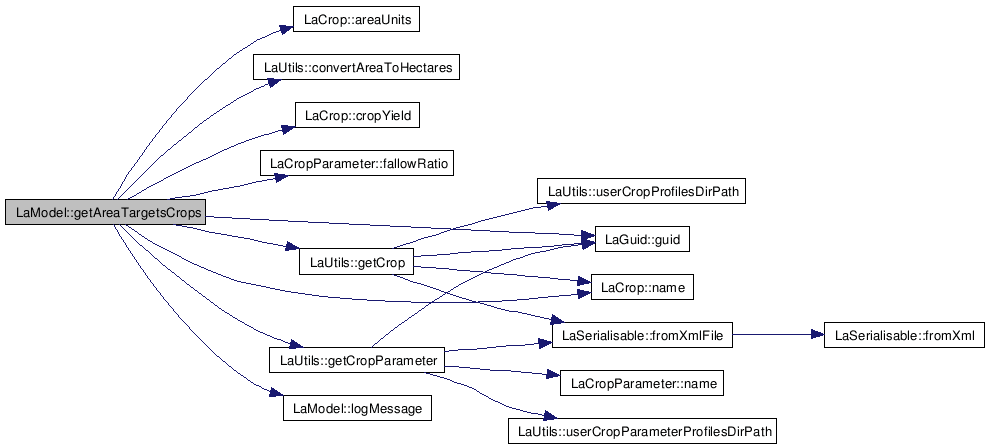 LaCrop::areaUnits
LaUtils::convertAreaToHectares
LaCrop::cropYield
LaCropParameter::fallowRatio
LaUtils::userCropProfilesDirPath
LaModel::getAreaTargetsCrops
LaGuid::guid
LaUtils::getCrop
LaCrop::name
LaSerialisable::fromXmlFile
LaSerialisable::fromXml
LaUtils::getCropParameter
LaCropParameter::name
LaModel::logMessage
LaUtils::userCropParameterProfilesDirPath